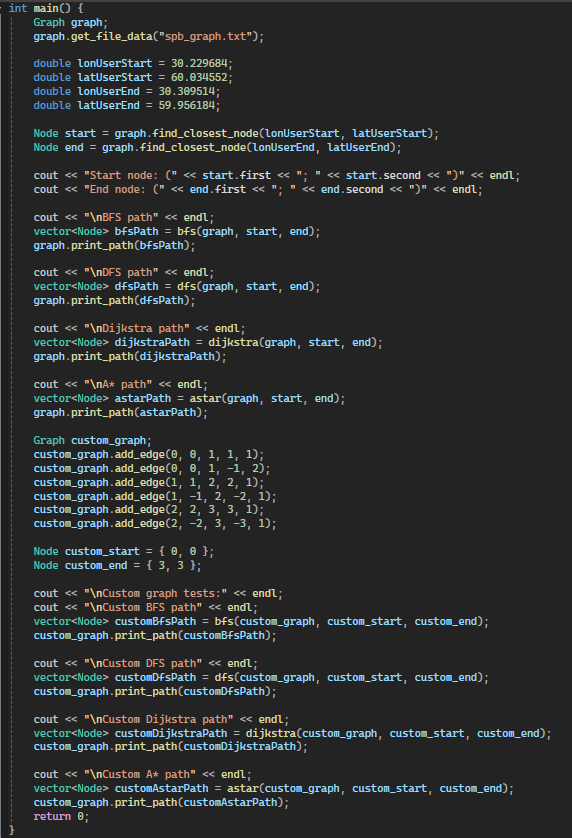 int main() {
Graph graph;
graph.get_file_data("spb_graph.txt");
double lonUserStart = 30.229684;
double latUserStart = 60.034552;
double lonUserEnd = 30.309514;
double latUserEnd = 59.956184;
Node start = graph.find_closest_node(lonUserStart, latUserStart);
Node end = graph.find_closest_node(lonUserEnd, latUserEnd);
cout << "Start node: (" << start.first << "; " << start.second << ")" << endl;
cout << "End node: (" << end.first << "; " << end.second << ")" << endl;
cout << "\nBFS path" << endl;
vector<Node> bfsPath = bfs(graph, start, end);
graph.print_path(bfsPath);
cout << "\nDFS path" << endl;
vector<Node> dfsPath = dfs(graph, start, end);
graph.print_path(dfsPath);
cout << "\nDijkstra path" << endl;
vector<Node> dijkstraPath = dijkstra(graph, start, end);
graph.print_path(dijkstraPath);
cout << "\nA* path" << endl;
vector<Node> astarPath = astar(graph, start, end);
graph.print_path(astarPath);
Graph custom_graph;
custom_graph.add_edge(0, 0, 1, 1, 1);
custom_graph.add_edge(0, 0, 1, -1, 2);
custom_graph.add_edge(1, 1, 2, 2, 1);
custom_graph.add_edge(1, -1, 2, -2, 1);
custom_graph.add_edge(2, 2, 3, 3, 1);
custom_graph.add_edge(2, -2, 3, -3, 1);
Node custom_start = { 0, 0 };
Node custom_end = { 3, 3 };
cout << "\nCustom graph tests:" << endl;
cout << "\nCustom BFS path" << endl;
vector<Node> customBfsPath = bfs(custom_graph, custom_start, custom_end);
custom_graph.print_path(customBfsPath);
cout << "\nCustom DFS path" << endl;
vector<Node> customDfsPath = dfs(custom_graph, custom_start, custom_end);
custom_graph.print_path(customDfsPath);
cout << "\nCustom Dijkstra path" << endl;
vector<Node> customDijkstraPath = dijkstra(custom_graph, custom_start, custom_end);
custom_graph.print_path(customDijkstraPath);
cout << "\nCustom A* path" << endl;
vector<Node> customAstarPath = astar(custom_graph, custom_start, custom_end);
custom_graph.print_path(customAstarPath);
return 0;
}